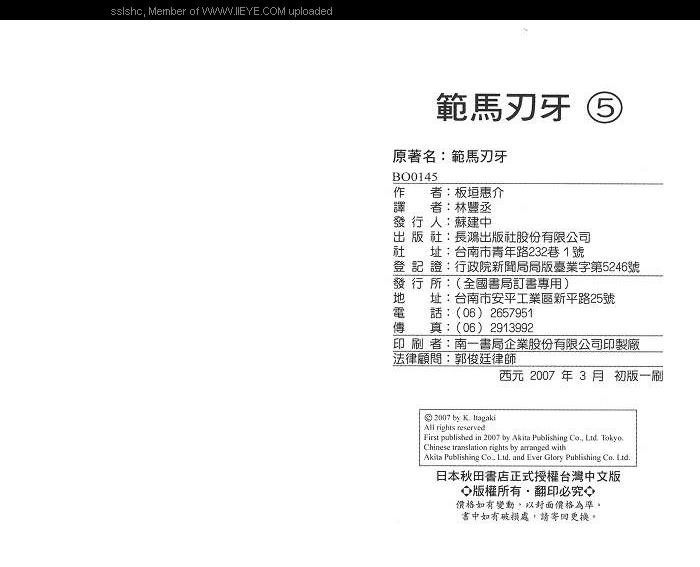 sslshc, Member of WWW.IIEYE.COM uploaded
範馬刃牙 ⑤
原著名：範馬刃牙
BO0145
作者：板垣惠介
譯者：林豐丞
發行人：蘇建中
出版社：長鴻出版社股份有限公司
社址：台南市青年路232巷1號
登記證：行政院新聞局局版臺業字第5246號
發行所：（全國書局訂書專用）
地址：台南市安平工業區新平路25號
電話：（06）2657951
傳真：（06）2913992
印刷者：南一書局企業股份有限公司印製廠
法律顧問：郭俊廷律師
西元 2007 年 3 月 初版一刷
© 2007 by K. Itagaki
All rights reserved
First published in 2007 by Akita Publishing Co., Ltd. Tokyo.
Chinese translation rights by arranged with
Akita Publishing Co., Ltd. and Ever Glory Publishing Co. Ltd.
日本秋田書店正式授權台灣中文版
◇版權所有・翻印必究◇
價格如有變動，以封面價格為準。
書中如有破損處，請寄回更換。